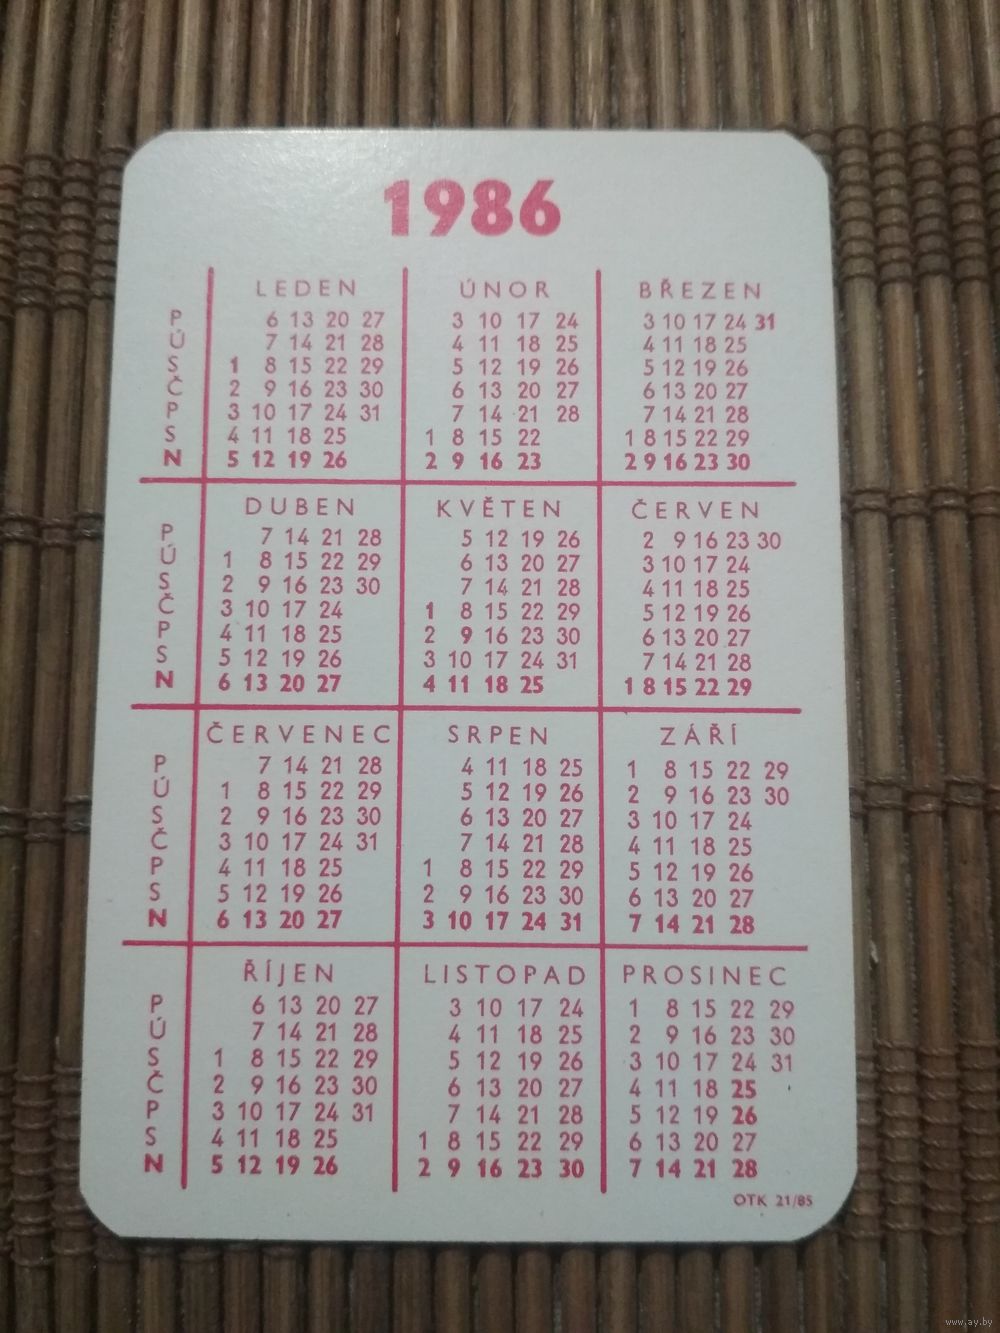 1986
LEDEN ÚNOR BŘEZEN
P 6 13 20 27 3 10 17 24 3 10 17 24 31
Ú 7 14 21 28 4 11 18 25 4 11 18 25
S 1 8 15 22 29 5 12 19 26 5 12 19 26
Č 2 9 16 23 30 6 13 20 27 6 13 20 27
P 3 10 17 24 31 7 14 21 28 7 14 21 28
S 4 11 18 25 1 8 15 22 1 8 15 22 29
N 5 12 19 26 2 9 16 23 2 9 16 23 30
DUBEN KVĚTEN ČERVEN
P 7 14 21 28 5 12 19 26 2 9 16 23 30
Ú 1 8 15 22 29 6 13 20 27 3 10 17 24
S 2 9 16 23 30 7 14 21 28 4 11 18 25
Č 3 10 17 24 1 8 15 22 29 5 12 19 26
P 4 11 18 25 2 9 16 23 30 6 13 20 27
S 5 12 19 26 3 10 17 24 31 7 14 21 28
N 6 13 20 27 4 11 18 25 1 8 15 22 29
ČERVENEC SRPEN ZÁŘÍ
P 7 14 21 28 4 11 18 25 1 8 15 22 29
Ú 1 8 15 22 29 5 12 19 26 2 9 16 23 30
S 2 9 16 23 30 6 13 20 27 3 10 17 24
Č 3 10 17 24 31 7 14 21 28 4 11 18 25
P 4 11 18 25 1 8 15 22 29 5 12 19 26
S 5 12 19 26 2 9 16 23 30 6 13 20 27
N 6 13 20 27 3 10 17 24 31 7 14 21 28
ŘÍJEN LISTOPAD PROSINEC
P 6 13 20 27 3 10 17 24 1 8 15 22 29
Ú 7 14 21 28 4 11 18 25 2 9 16 23 30
S 1 8 15 22 29 5 12 19 26 3 10 17 24 31
Č 2 9 16 23 30 6 13 20 27 4 11 18 25
P 3 10 17 24 31 7 14 21 28 5 12 19 26
S 4 11 18 25 1 8 15 22 29 6 13 20 27
N 5 12 19 26 2 9 16 23 30 7 14 21 28
OTK 21/85
www.ay.by